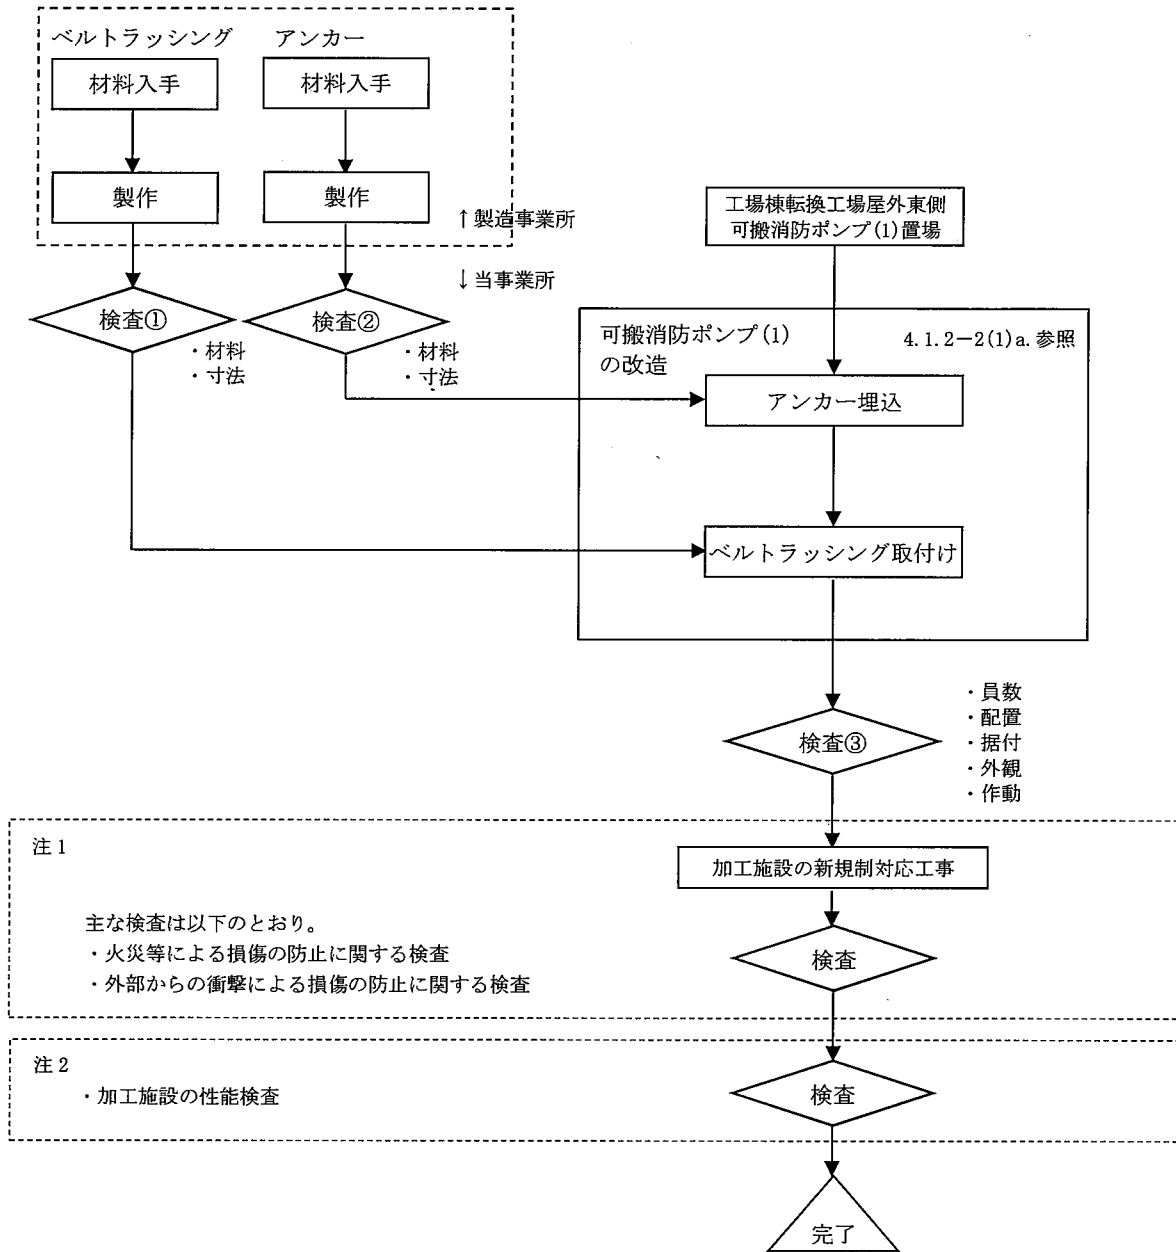 ベルトラッシング
アンカー
材料入手
材料入手
製作
製作
↑製造事業所
↓当事業所
工場棟転換工場屋外東側
可搬消防ポンプ(1)置場
検査①
・材料
・寸法
検査②
・材料
・寸法
可搬消防ポンプ(1)
の改造
4.1.2-2(1)a.参照
アンカー埋込
ベルトラッシング取付け
検査③
・員数
・配置
・据付
・外観
・作動
注1
加工施設の新規制対応工事
主な検査は以下のとおり。
・火災等による損傷の防止に関する検査
・外部からの衝撃による損傷の防止に関する検査
検査
注2
・加工施設の性能検査
検査
完了